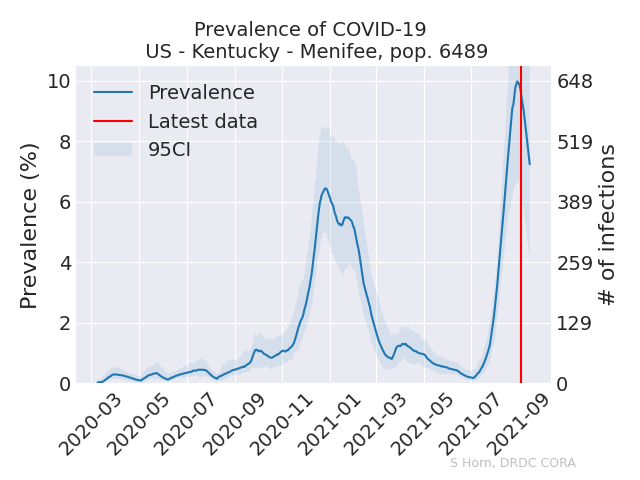 Prevalence of COVID-19
US - Kentucky - Menifee, pop. 6489
Prevalence
Latest data
95CI
Prevalence (%)
10
8
6
4
2
0
648
519
389
259
129
0
# of infections
2020-03
2020-05
2020-07
2020-09
2020-11
2021-01
2021-03
2021-05
2021-07
2021-09
S Horn, DRDC CORA